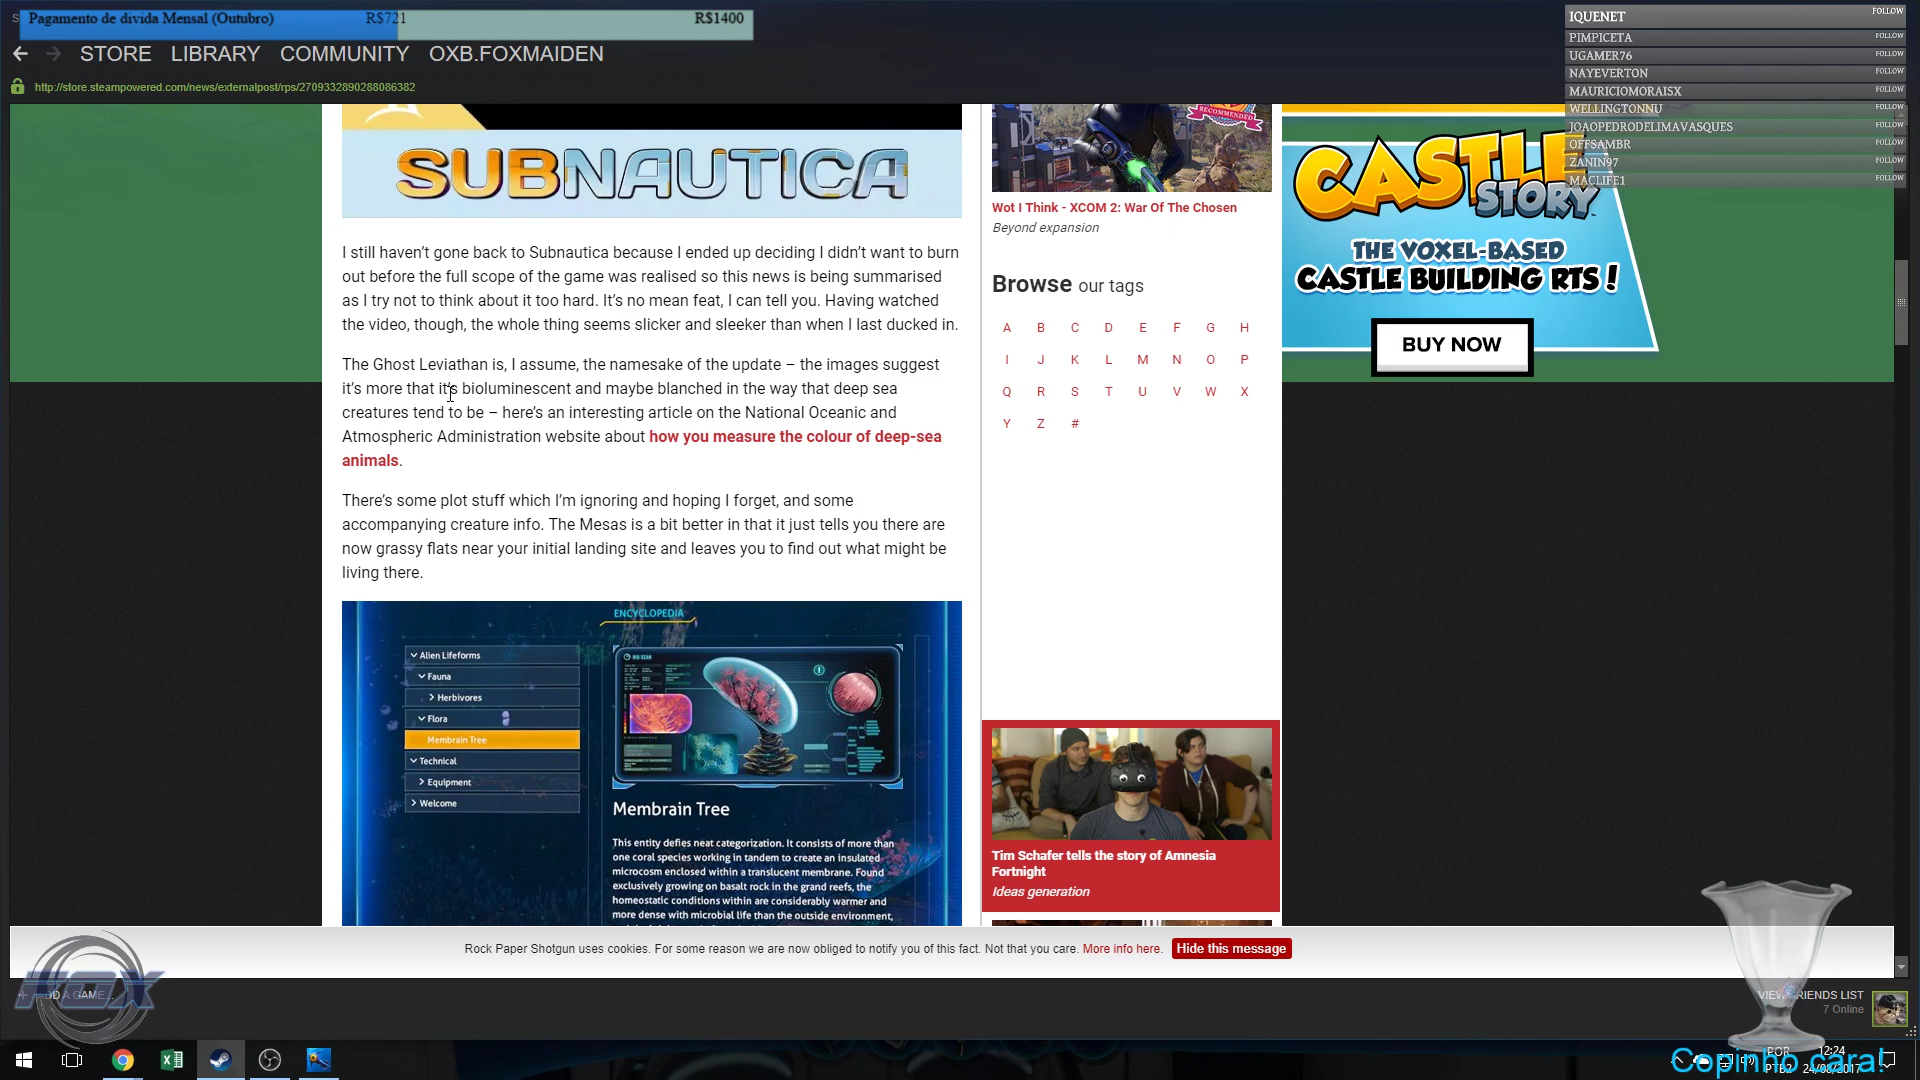 Pagamento de divida Mensal (Outubro) R$721 R$1400
STORE LIBRARY COMMUNITY OXB.FOXMAIDEN
http://store.steampowered.com/news/externalpost/rps/2709332890288086382
IQUENET FOLLOW
PIMPICETA FOLLOW
UGAMER76 FOLLOW
NAYEVERTON FOLLOW
MAURICIOMORAISX FOLLOW
WELLINGTONNU FOLLOW
JOAOPEDRODELIMAVASQUES FOLLOW
OFFSAMBR FOLLOW
ZANIN97 FOLLOW
MACLIFE1 FOLLOW
SUBNAUTICA
I still haven’t gone back to Subnautica because I ended up deciding I didn’t want to burn
out before the full scope of the game was realised so this news is being summarised
as I try not to think about it too hard. It’s no mean feat, I can tell you. Having watched
the video, though, the whole thing seems slicker and sleeker than when I last ducked in.
The Ghost Leviathan is, I assume, the namesake of the update – the images suggest
it’s more that it’s bioluminescent and maybe blanched in the way that deep sea
creatures tend to be – here’s an interesting article on the National Oceanic and
Atmospheric Administration website about how you measure the colour of deep-sea
animals.
There’s some plot stuff which I’m ignoring and hoping I forget, and some
accompanying creature info. The Mesas is a bit better in that it just tells you there are
now grassy flats near your initial landing site and leaves you to find out what might be
living there.
ENCYCLOPEDIA
Alien Lifeforms
Fauna
Herbivores
Flora
Membrain Tree
Technical
Equipment
Welcome
Membrain Tree
This entity defies neat categorization. It consists of more than
one coral species working in tandem to create an insulated
microcosm enclosed within a translucent membrane. Found
exclusively growing on basalt rock in the grand reefs, the
homeostatic conditions within are considerably warmer and
more dense with microbial life than the outside environment,
RECOMMENDED
Wot I Think - XCOM 2: War Of The Chosen
Beyond expansion
Browse our tags
A B C D E F G H
I J K L M N O P
Q R S T U V W X
Y Z #
Tim Schafer tells the story of Amnesia
Fortnight
Ideas generation
CASTLE
STORY
THE VOXEL-BASED
CASTLE BUILDING RTS!
BUY NOW
Rock Paper Shotgun uses cookies. For some reason we are now obliged to notify you of this fact. Not that you care. More info here. Hide this message
FOX
VIEW FRIENDS LIST
7 Online
Copinho cara!
POR
PTB2
12:24